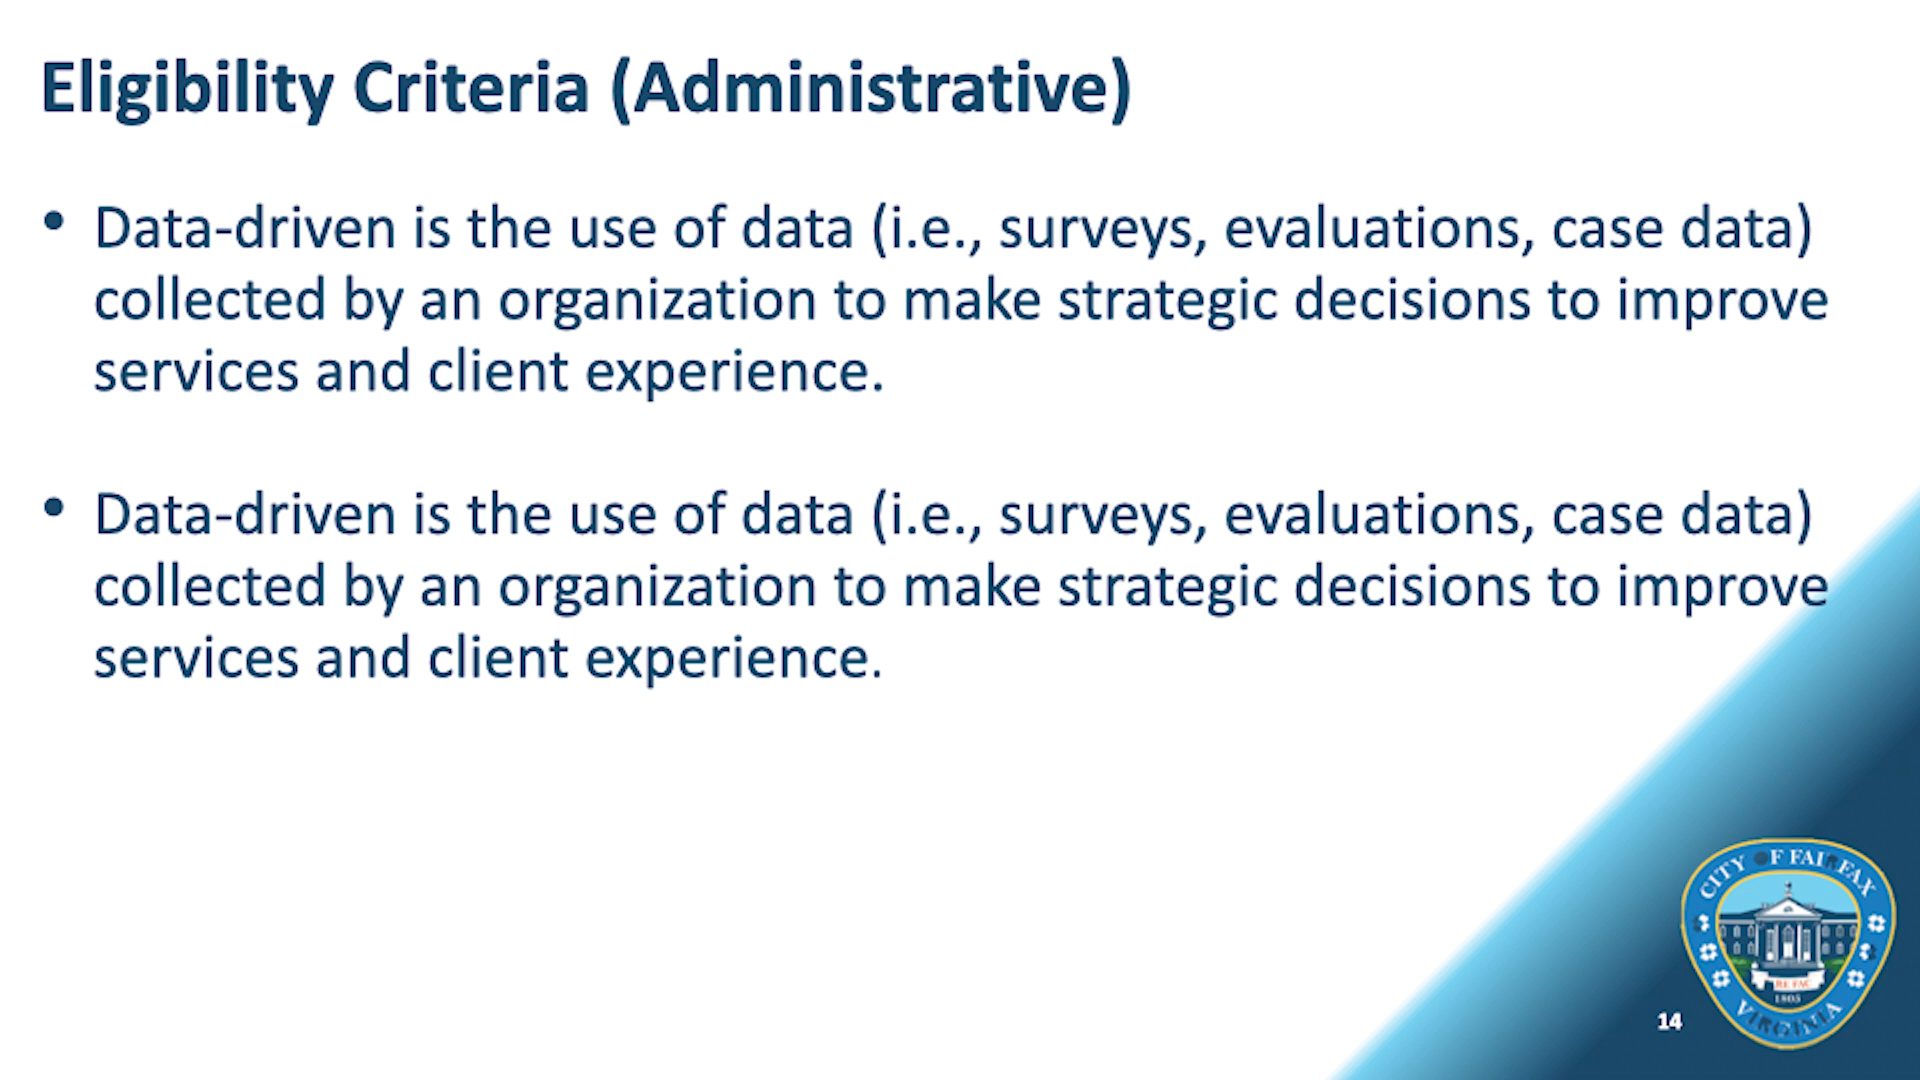 Eligibility Criteria (Administrative)
• Data-driven is the use of data (i.e., surveys, evaluations, case data)
collected by an organization to make strategic decisions to improve
services and client experience.
• Data-driven is the use of data (i.e., surveys, evaluations, case data)
collected by an organization to make strategic decisions to improve
services and client experience.
CITY OF FAIRFAX
1805
VIRGINIA
14